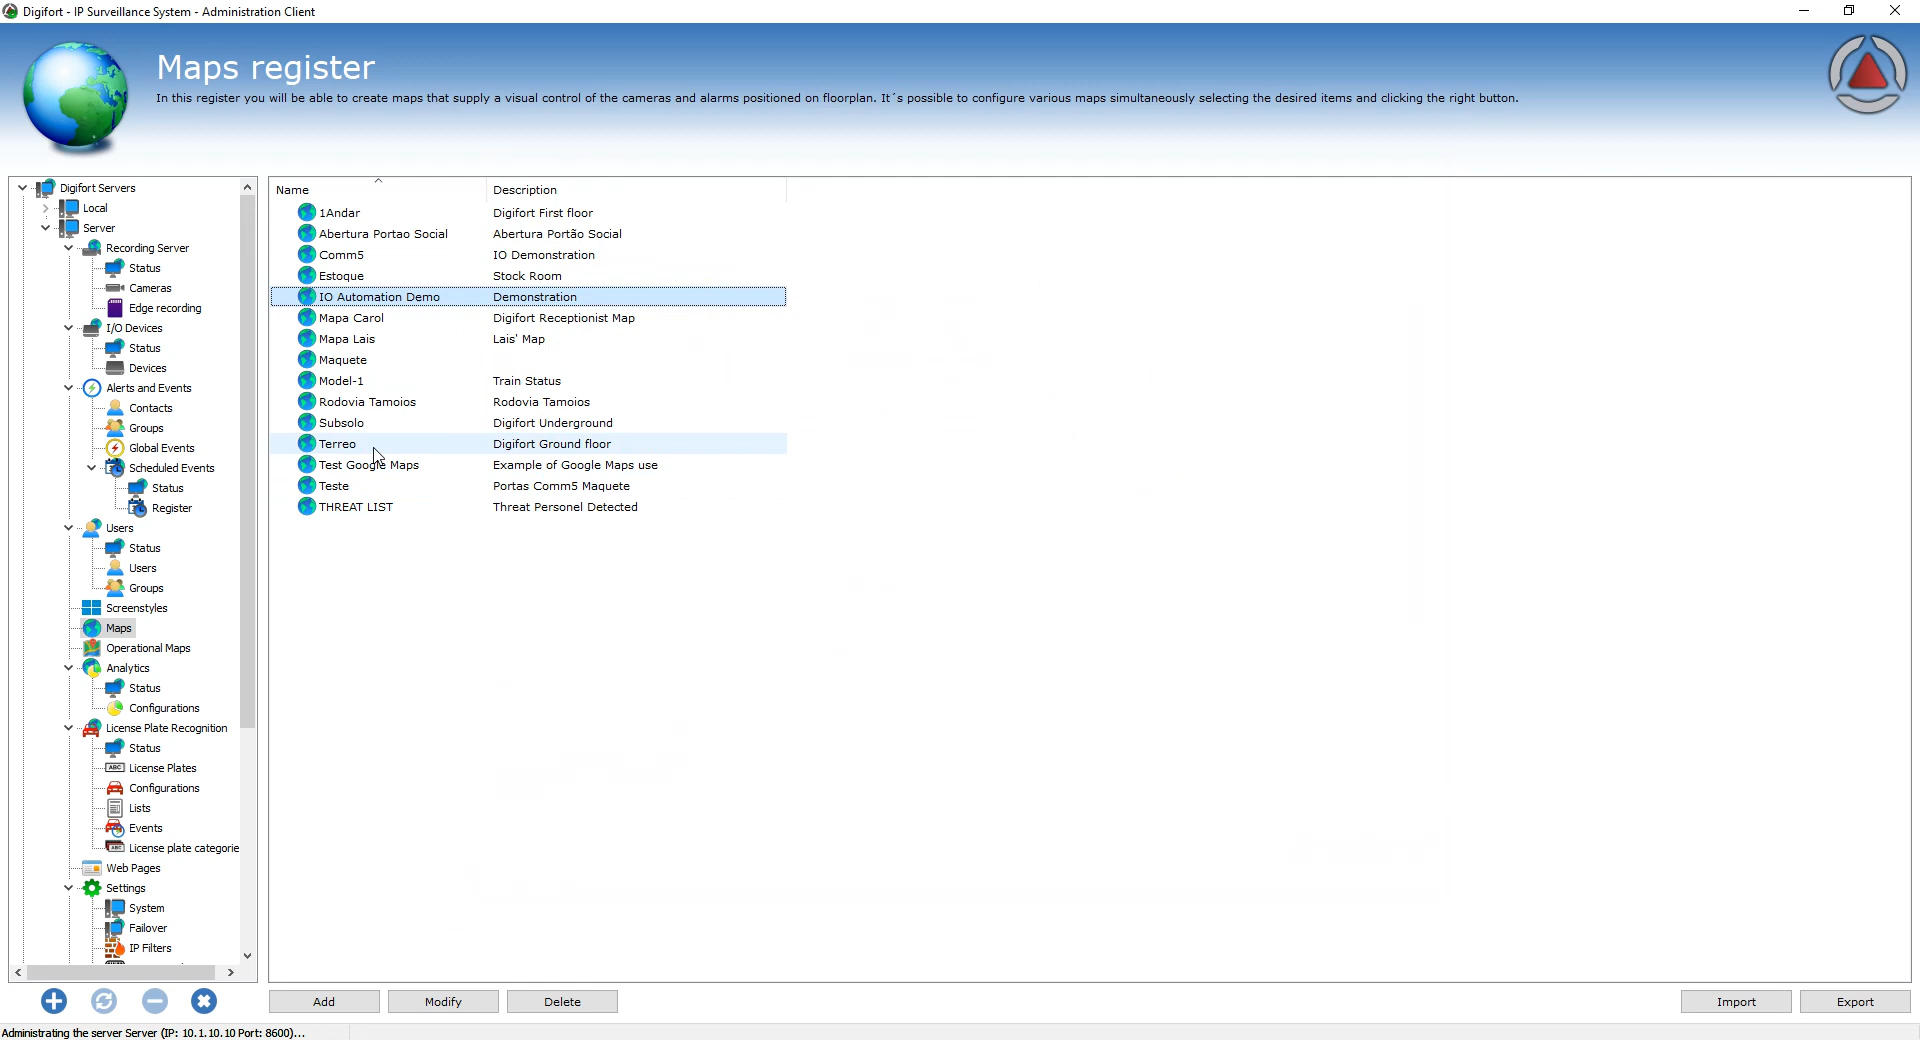 Digifort - IP Surveillance System - Administration Client
Maps register
In this register you will be able to create maps that supply a visual control of the cameras and alarms positioned on floorplan. It´s possible to configure various maps simultaneously selecting the desired items and clicking the right button.
Digifort Servers
Local
Server
Recording Server
Status
Cameras
Edge recording
I/O Devices
Status
Devices
Alerts and Events
Contacts
Groups
Global Events
Scheduled Events
Status
Register
Users
Status
Users
Groups
Screenstyles
Maps
Operational Maps
Analytics
Status
Configurations
License Plate Recognition
Status
License Plates
Configurations
Lists
Events
License plate categorie
Web Pages
Settings
System
Failover
IP Filters
Name Description
1Andar Digifort First floor
Abertura Portao Social Abertura Portão Social
Comm5 IO Demonstration
Estoque Stock Room
IO Automation Demo Demonstration
Mapa Carol Digifort Receptionist Map
Mapa Lais Lais' Map
Maquete
Model-1 Train Status
Rodovia Tamoios Rodovia Tamoios
Subsolo Digifort Underground
Terreo Digifort Ground floor
Test Google Maps Example of Google Maps use
Teste Portas Comm5 Maquete
THREAT LIST Threat Personel Detected
Add Modify Delete Import Export
Administrating the server Server (IP: 10.1.10.10 Port: 8600)...